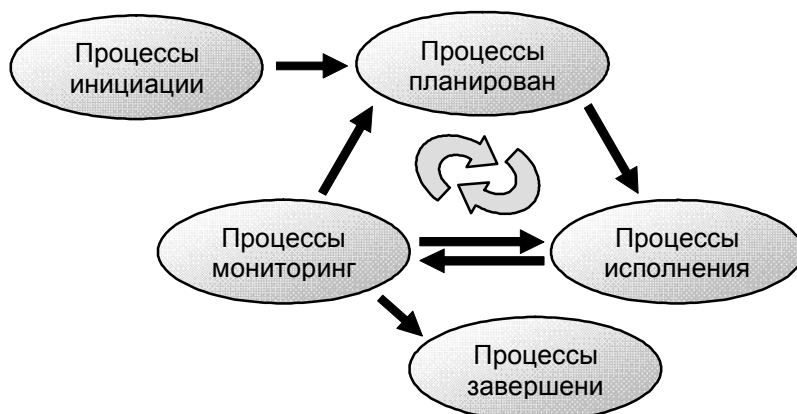 Процессы
инициации
Процессы
планирован
Процессы
мониторинг
Процессы
исполнения
Процессы
завершени